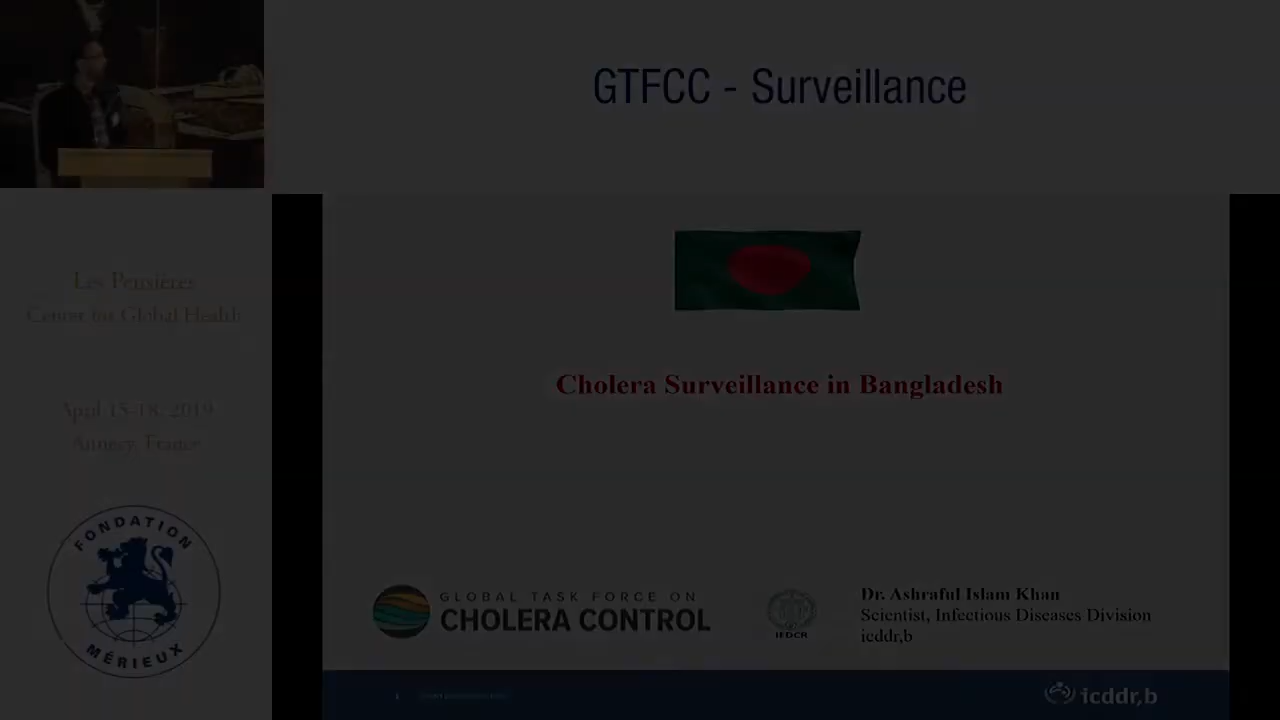 GTFCC - Surveillance
Les Pensières
Center for Global Health
April 15-18, 2019
Annecy, France
FONDATION
MÉRIEUX
Cholera Surveillance in Bangladesh
GLOBAL TASK FORCE ON
CHOLERA CONTROL
IEDCR
Dr. Ashraful Islam Khan
Scientist, Infectious Diseases Division
icddr,b
icddr,b